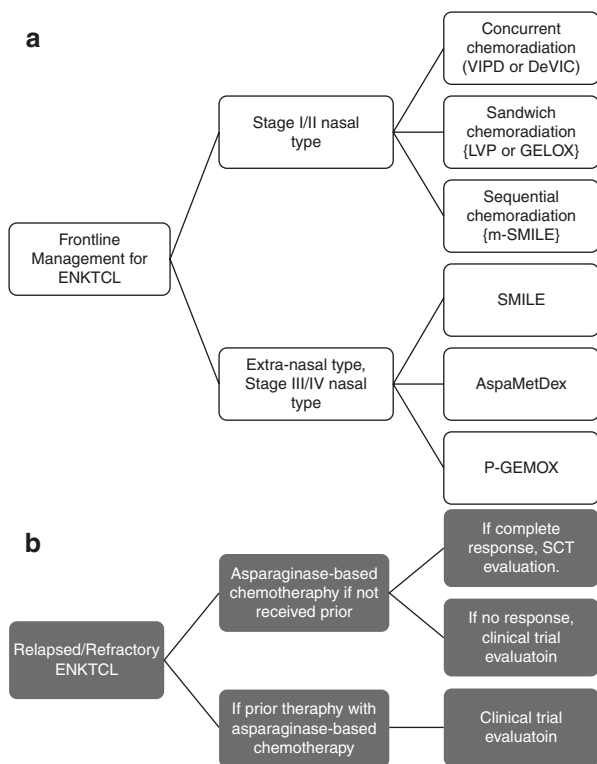 a
Frontline
Management for
ENKTCL
Stage I/II nasal
type
Concurrent
chemoradiation
(VIPD or DeVIC)
Sandwich
chemoradiation
{LVP or GELOX}
Sequential
chemoradiation
{m-SMILE}
Extra-nasal type,
Stage III/IV nasal
type
SMILE
AspaMetDex
P-GEMOX
b
Relapsed/Refractory
ENKTCL
Asparaginase-based
chemotheraphy if not
received prior
If complete
response, SCT
evaluation.
If no response,
clinical trial
evaluatoin
If prior theraphy with
asparaginase-based
chemotherapy
Clinical trial
evaluatoin